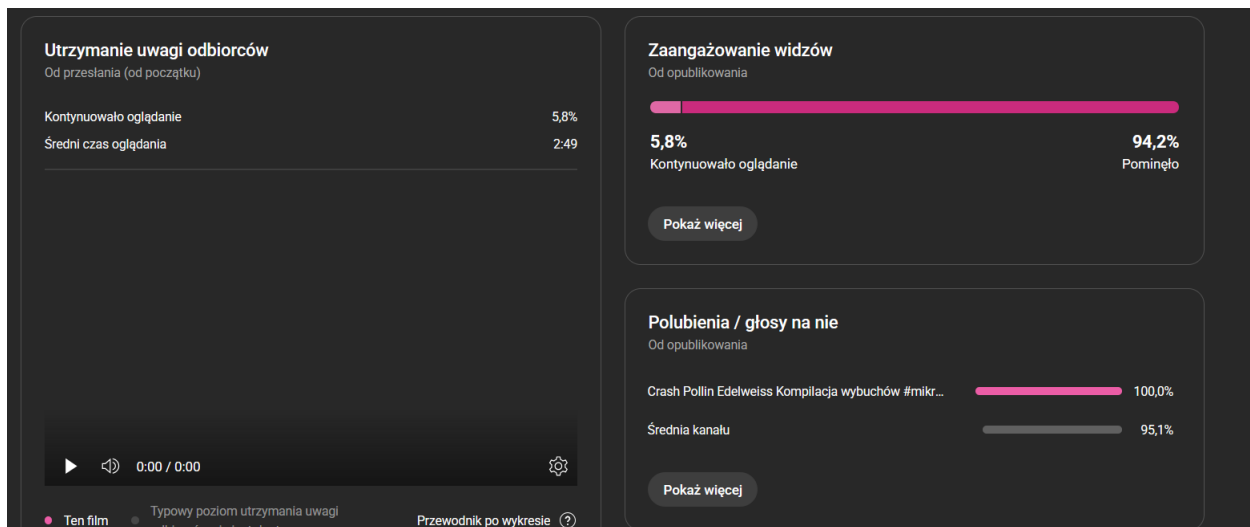 Utrzymanie uwagi odbiorców
Od przesłania (od początku)
Kontynuowało oglądanie 5,8%
Średni czas oglądania 2:49
0:00 / 0:00
Ten film
Typowy poziom utrzymania uwagi
Przewodnik po wykresie
Zaangażowanie widzów
Od opublikowania
5,8% 94,2%
Kontynuowało oglądanie Pominęło
Pokaż więcej
Polubienia / głosy na nie
Od opublikowania
Crash Pollin Edelweiss Kompilacja wybuchów #mikr... 100,0%
Średnia kanału 95,1%
Pokaż więcej